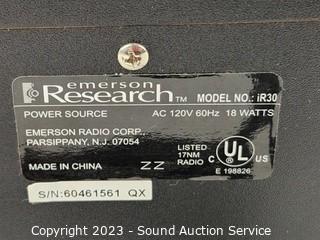 emerson
Research™ MODEL NO.: iR30
POWER SOURCE AC 120V 60Hz 18 WATTS
EMERSON RADIO CORP.,
PARSIPPANY, N.J. 07054
LISTED
17NM
RADIO
C UL US
®
E 198826
MADE IN CHINA ZZ
S/N:60461561 QX
Copyright © 2023 - Sound Auction Service